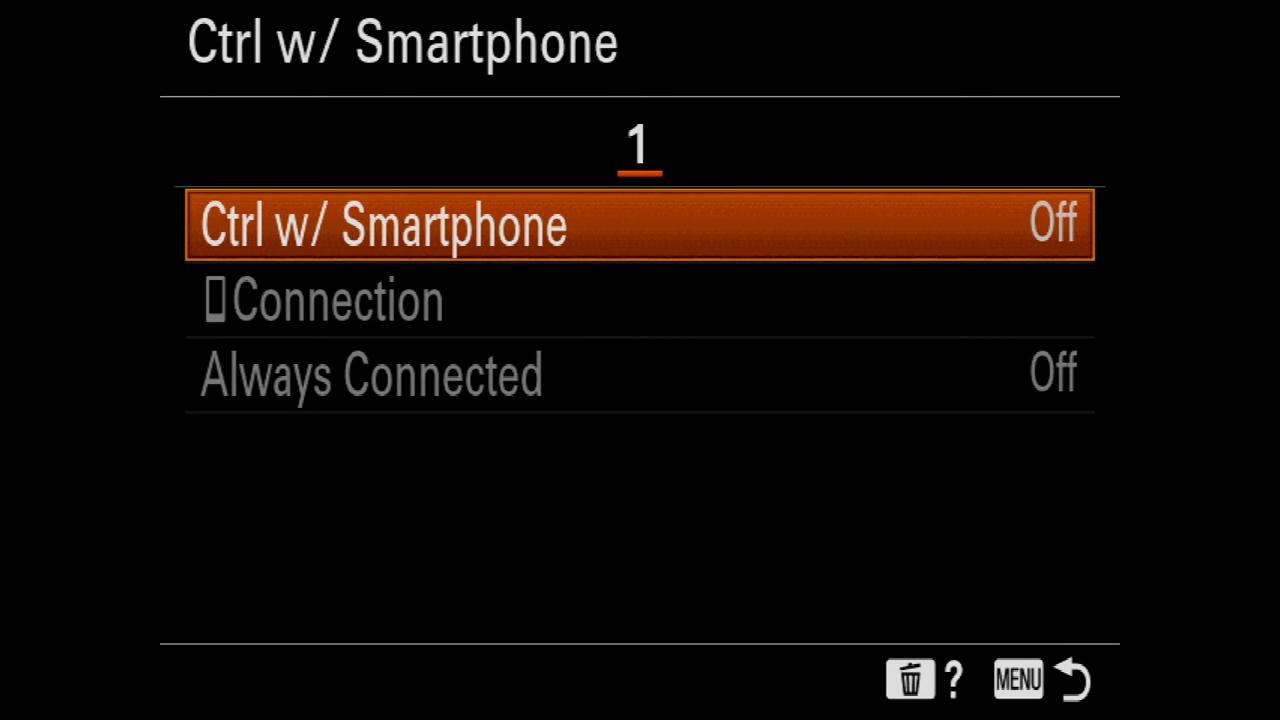 Ctrl w/ Smartphone
1
Ctrl w/ Smartphone Off
Connection
Always Connected Off
? MENU